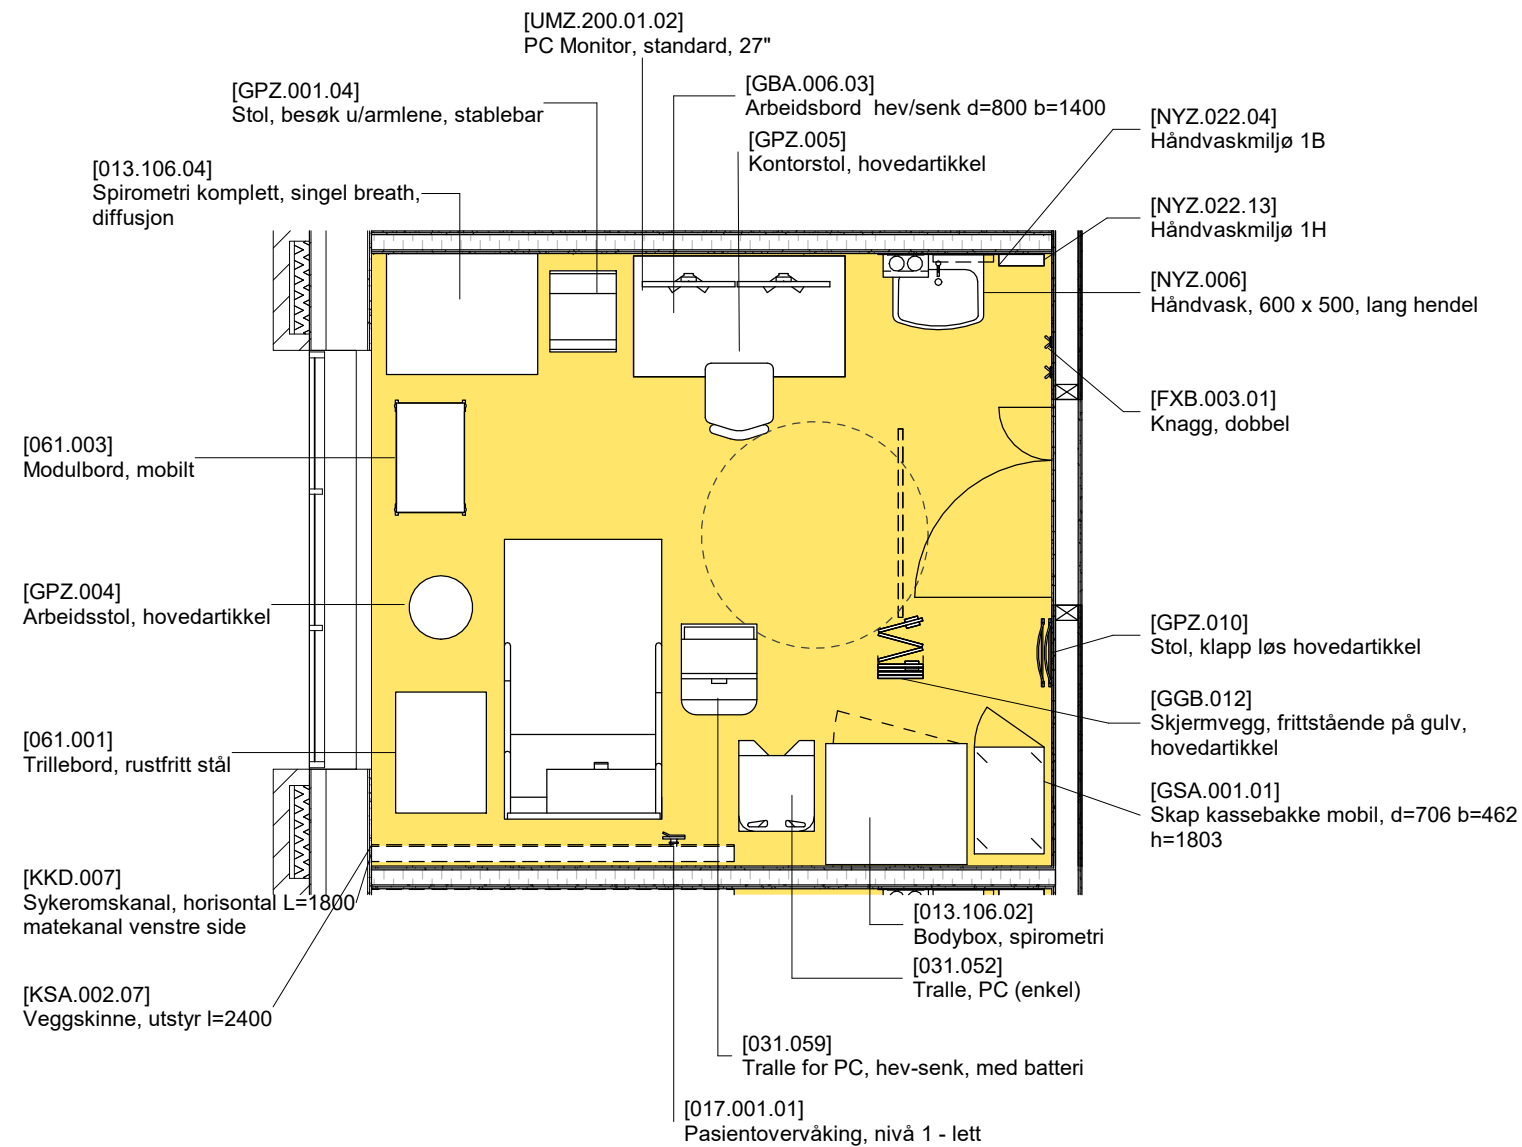 [UMZ.200.01.02]
PC Monitor, standard, 27"
[GPZ.001.04]
Stol, besøk u/armlene, stablebar
[GBA.006.03]
Arbeidsbord hev/senk d=800 b=1400
[GPZ.005]
Kontorstol, hovedartikkel
[NYZ.022.04]
Håndvaskmiljø 1B
[013.106.04]
Spirometri komplett, singel breath,
diffusjon
[NYZ.022.13]
Håndvaskmiljø 1H
[NYZ.006]
Håndvask, 600 x 500, lang hendel
[FXB.003.01]
Knagg, dobbel
[061.003]
Modulbord, mobilt
[GPZ.004]
Arbeidsstol, hovedartikkel
[GPZ.010]
Stol, klapp løs hovedartikkel
[GGB.012]
Skjermvegg, frittstående på gulv,
hovedartikkel
[061.001]
Trillebord, rustfritt stål
[GSA.001.01]
Skap kassebakke mobil, d=706 b=462
h=1803
[KKD.007]
Sykeromskanal, horisontal L=1800
matekanal venstre side
[013.106.02]
Bodybox, spirometri
[031.052]
Tralle, PC (enkel)
[KSA.002.07]
Veggskinne, utstyr l=2400
[031.059]
Tralle for PC, hev-senk, med batteri
[017.001.01]
Pasientovervåking, nivå 1 - lett